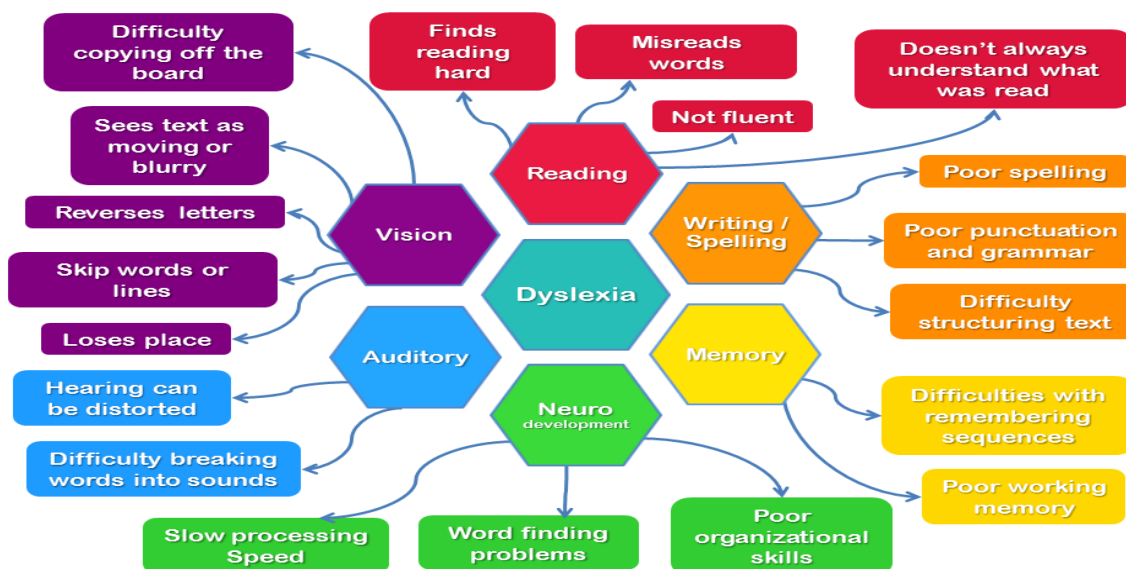 Difficulty
copying off the
board
Sees text as
moving or
blurry
Reverses letters
Skip words or
lines
Loses place
Vision
Finds
reading
hard
Misreads
words
Not fluent
Doesn't always
understand what
was read
Reading
Writing /
Spelling
Poor spelling
Poor punctuation
and grammar
Difficulty
structuring text
Dyslexia
Auditory
Hearing can
be distorted
Difficulty breaking
words into sounds
Neuro
development
Slow processing
Speed
Word finding
problems
Poor
organizational
skills
Memory
Difficulties with
remembering
sequences
Poor working
memory